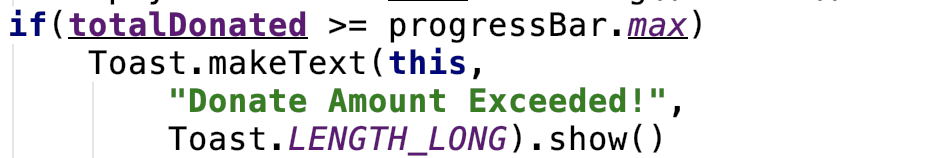 if(totalDonated >= progressBar.max)
Toast.makeText(this,
"Donate Amount Exceeded!",
Toast.LENGTH_LONG).show()